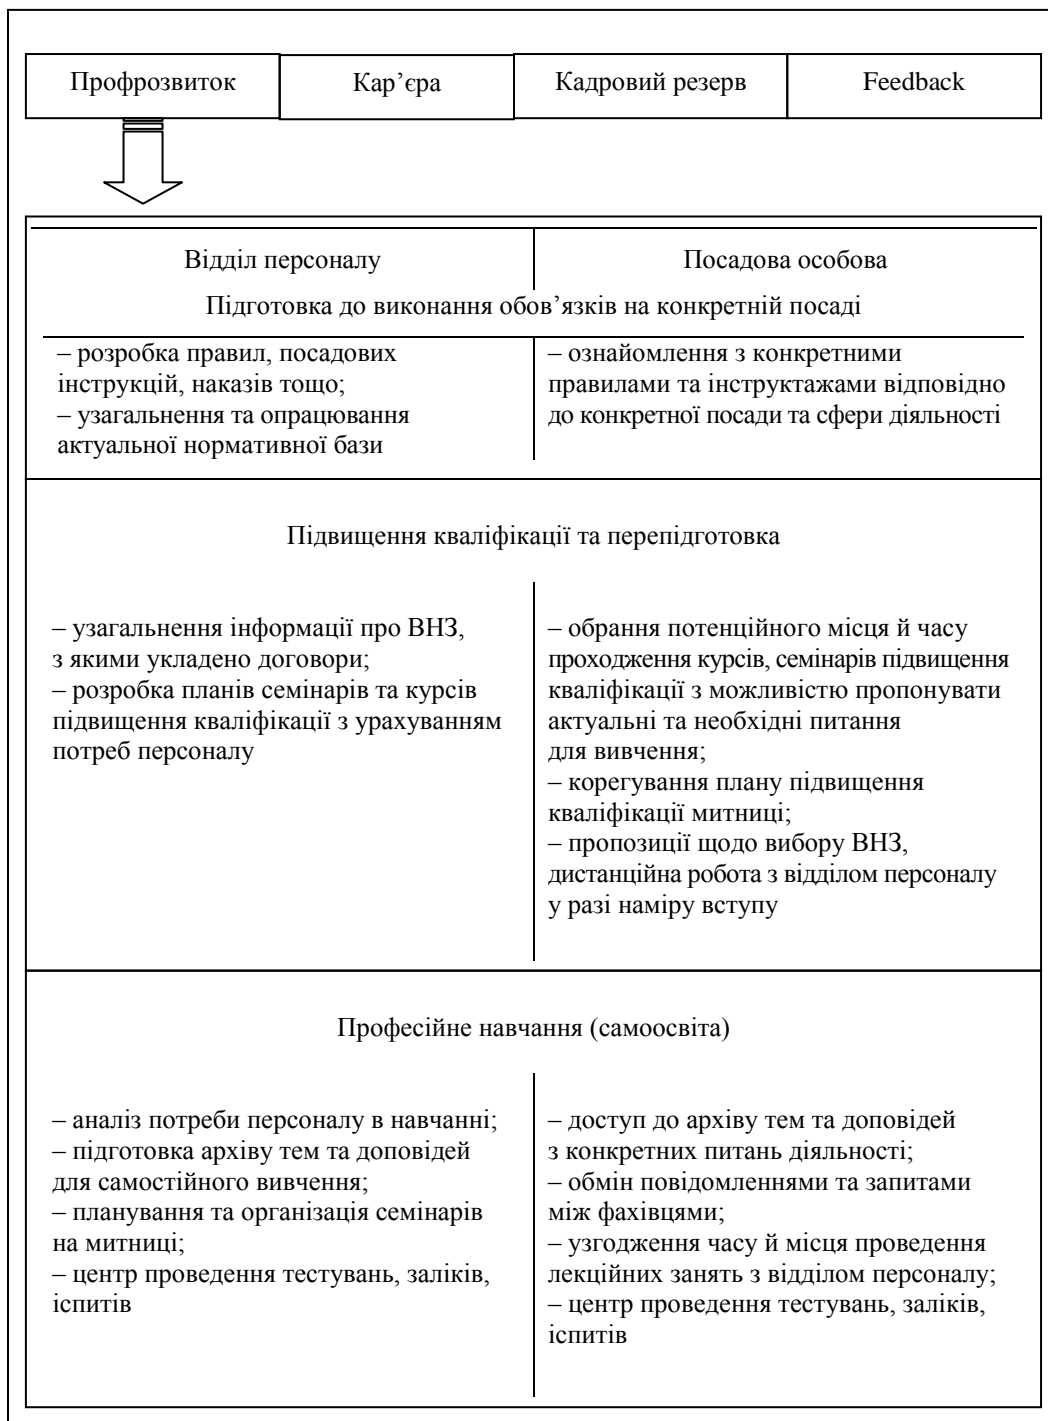 Профрозвиток Кар’єра Кадровий резерв Feedback
Відділ персоналу Посадова особова
Підготовка до виконання обов’язків на конкретній посаді
– розробка правил, посадових
інструкцій, наказів тощо;
– узагальнення та опрацювання
актуальної нормативної бази
– ознайомлення з конкретними
правилами та інструктажами відповідно
до конкретної посади та сфери діяльності
Підвищення кваліфікації та перепідготовка
– узагальнення інформації про ВНЗ,
з якими укладено договори;
– розробка планів семінарів та курсів
підвищення кваліфікації з урахуванням
потреб персоналу
– обрання потенційного місця й часу
проходження курсів, семінарів підвищення
кваліфікації з можливістю пропонувати
актуальні та необхідні питання
для вивчення;
– корегування плану підвищення
кваліфікації митниці;
– пропозиції щодо вибору ВНЗ,
дистанційна робота з відділом персоналу
у разі наміру вступу
Професійне навчання (самоосвіта)
– аналіз потреби персоналу в навчанні;
– підготовка архіву тем та доповідей
для самостійного вивчення;
– планування та організація семінарів
на митниці;
– центр проведення тестувань, заліків,
іспитів
– доступ до архіву тем та доповідей
з конкретних питань діяльності;
– обмін повідомленнями та запитами
між фахівцями;
– узгодження часу й місця проведення
лекційних занять з відділом персоналу;
– центр проведення тестувань, заліків,
іспитів